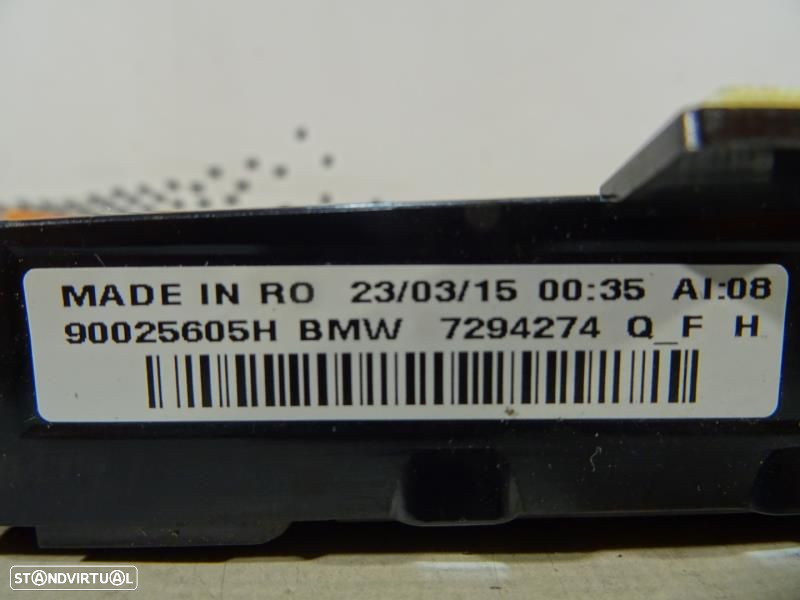 MADE IN RO 23/03/15 00:35 AI:08
90025605H BMW 7294274 Q_F H
STANDVIRTUAL